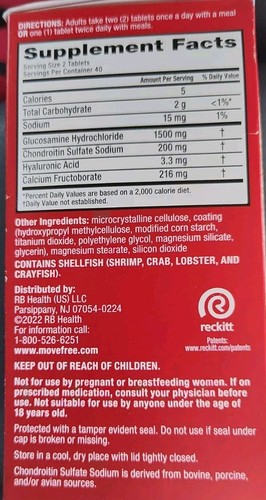 DIRECTIONS: Adults take two (2) tablets once a day with a meal
OR one (1) tablet twice daily with meals.
Supplement Facts
Serving Size 2 Tablets
Servings Per Container 40
Amount Per Serving % Daily Value
Calories 5
Total Carbohydrate 2 g <1%*
Sodium 15 mg 1%
Glucosamine Hydrochloride 1500 mg †
Chondroitin Sulfate Sodium 200 mg †
Hyaluronic Acid 3.3 mg †
Calcium Fructoborate 216 mg †
*Percent Daily Values are based on a 2,000 calorie diet.
†Daily Value not established.
Other Ingredients: microcrystalline cellulose, coating
(hydroxypropyl methylcellulose, modified corn starch,
titanium dioxide, polyethylene glycol, magnesium silicate,
glycerin), magnesium stearate, silicon dioxide
CONTAINS SHELLFISH (SHRIMP, CRAB, LOBSTER, AND
CRAYFISH).
Distributed by:
RB Health (US) LLC
Parsippany, NJ 07054-0224
©2022 RB Health
For information call:
1-800-526-6251
www.movefree.com
reckitt
Patents:
www.reckitt.com/patents
KEEP OUT OF REACH OF CHILDREN.
Not for use by pregnant or breastfeeding women. If on
prescribed medication, consult your physician before
use. Not suitable for use by anyone under the age of
18 years old.
Protected with a tamper evident seal. Do not use if seal under
cap is broken or missing.
Store in a cool, dry place with lid tightly closed.
Chondroitin Sulfate Sodium is derived from bovine, porcine,
and/or avian sources.